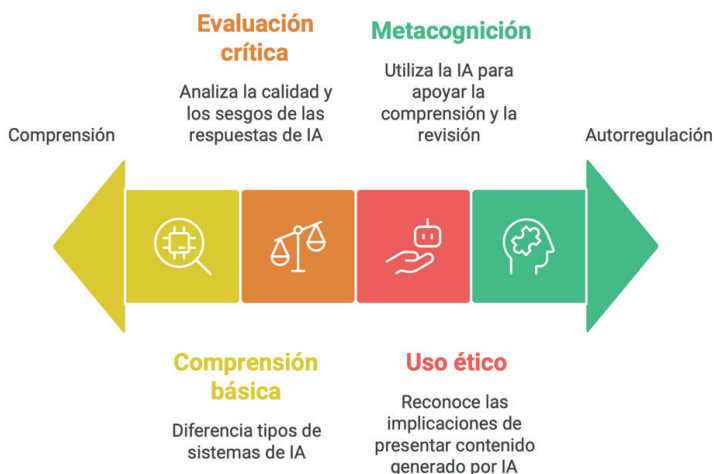 Evaluación
crítica
Analiza la calidad y
los sesgos de las
respuestas de IA
Metacognición
Utiliza la IA para
apoyar la
comprensión y la
revisión
Comprensión
Autorregulación
Comprensión
básica
Diferencia tipos de
sistemas de IA
Uso ético
Reconoce las
implicaciones de
presentar contenido
generado por IA